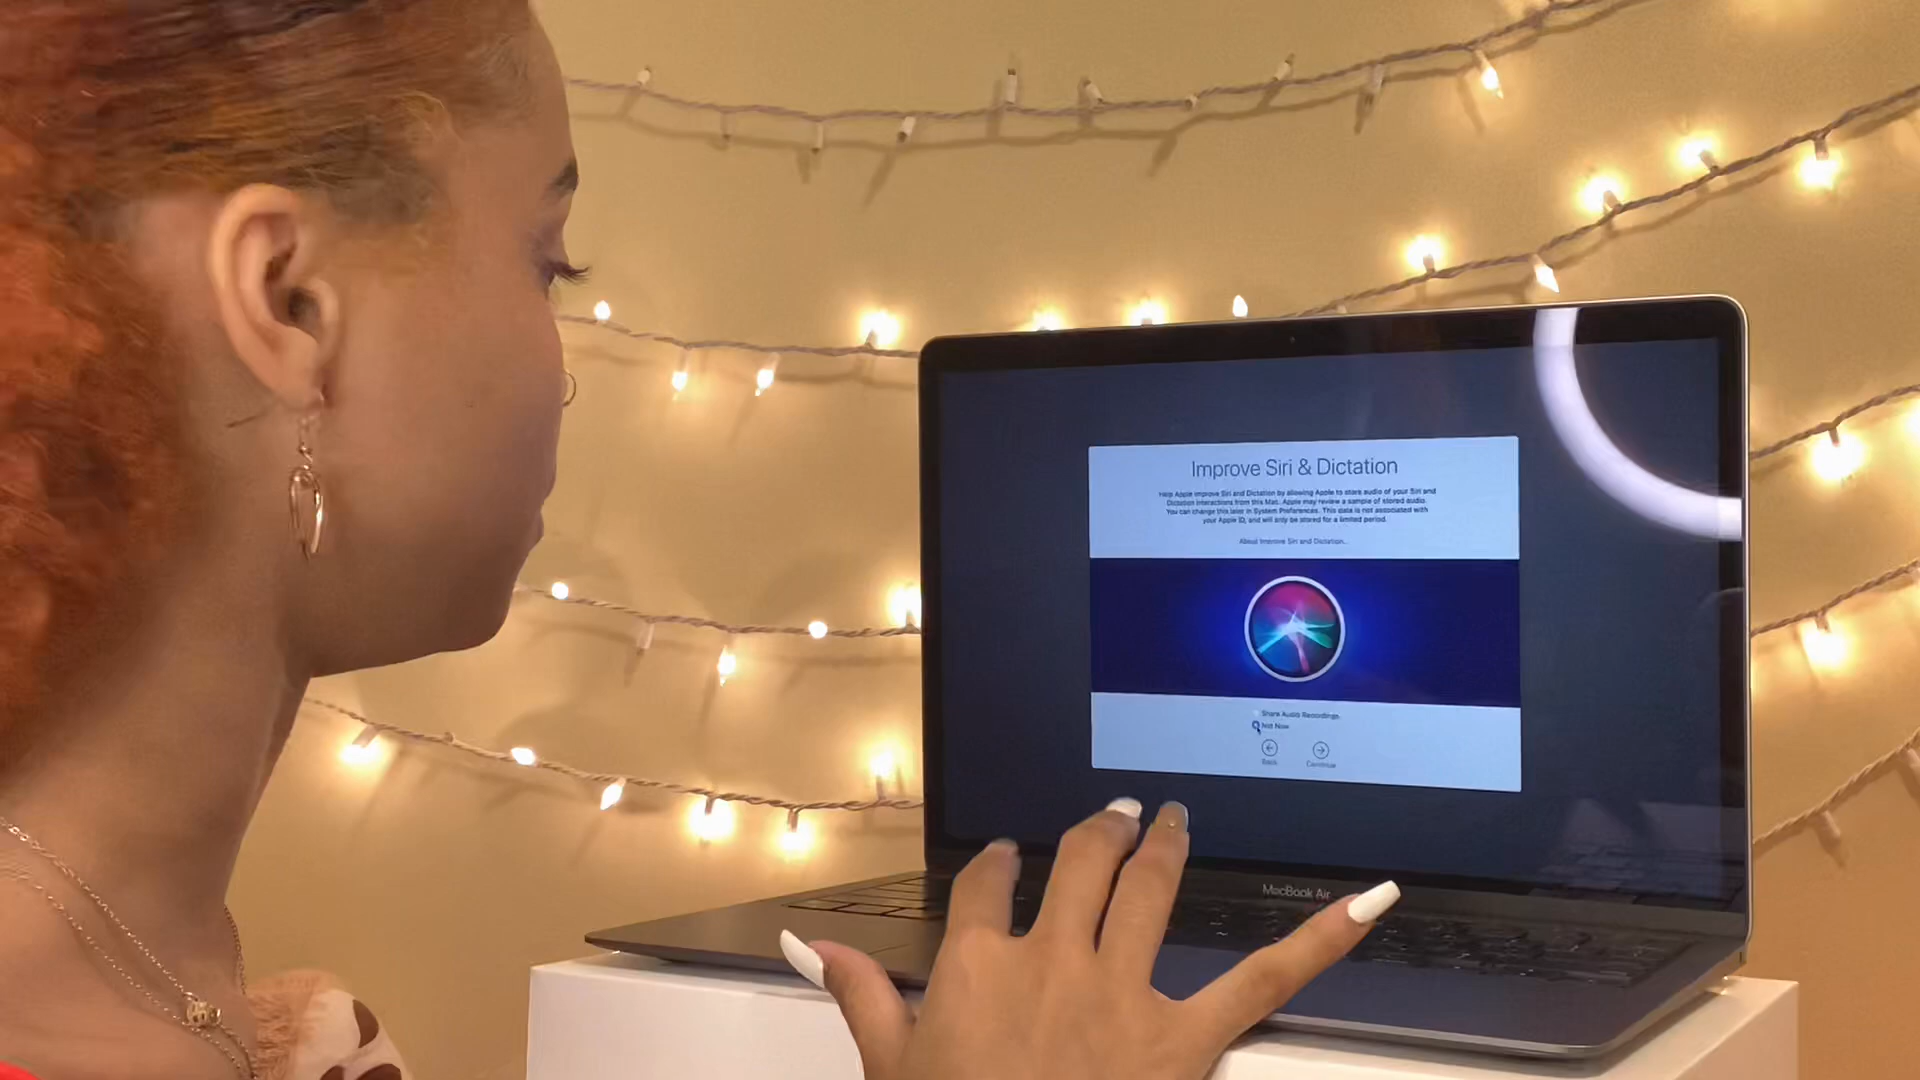 Improve Siri & Dictation
Help Apple improve Siri and Dictation by allowing Apple to store audio of your Siri and
Dictation interactions from this Mac. Apple may review a sample of stored audio.
You can change this later in System Preferences. This data is not associated with
your Apple ID, and will only be stored for a limited period.
About Improve Siri and Dictation...
Share Audio Recordings
Not Now
Back
Continue
MacBook Air